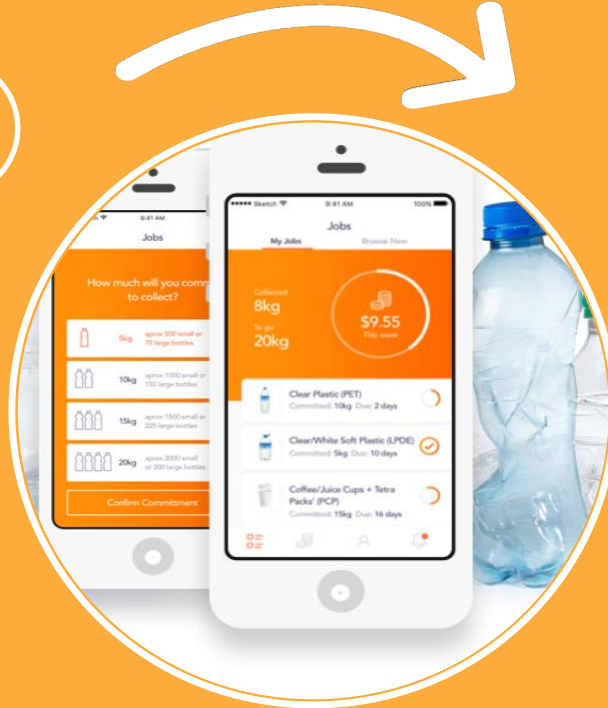 9:41 AM
Jobs
How much will you
to collect?
5kg
aprox 500 small or
75 large bottles
10kg
aprox 1000 small or
150 large bottles
15kg
aprox 1500 small or
225 large bottles
20kg
aprox 2000 small
or 300 large bottles
Confirm Committment
Sketch 9:41 AM 100%
Jobs
My Jobs Browse New
Collected
8kg
To go
20kg
$9.55
This week
Clear Plastic (PET)
Committed: 10kg Due: 2 days
Clear/White Soft Plastic (LPDE)
Committed: 5kg Due: 10 days
Coffee/Juice Cups + Tetra
Packs' (PCP)
Committed: 15kg Due: 16 days